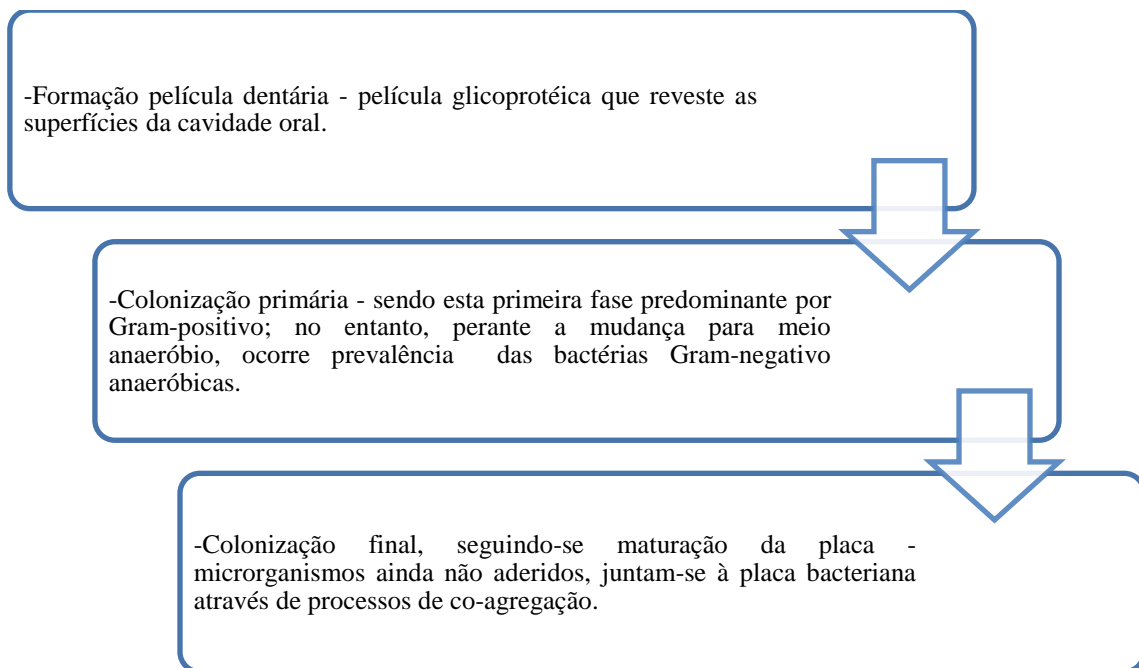 -Formação película dentária - película glicoprotéica que reveste as
superfícies da cavidade oral.
-Colonização primária - sendo esta primeira fase predominante por
Gram-positivo; no entanto, perante a mudança para meio
anaeróbio, ocorre prevalência das bactérias Gram-negativo
anaeróbicas.
-Colonização final, seguindo-se maturação da placa -
microrganismos ainda não aderidos, juntam-se à placa bacteriana
através de processos de co-agregação.